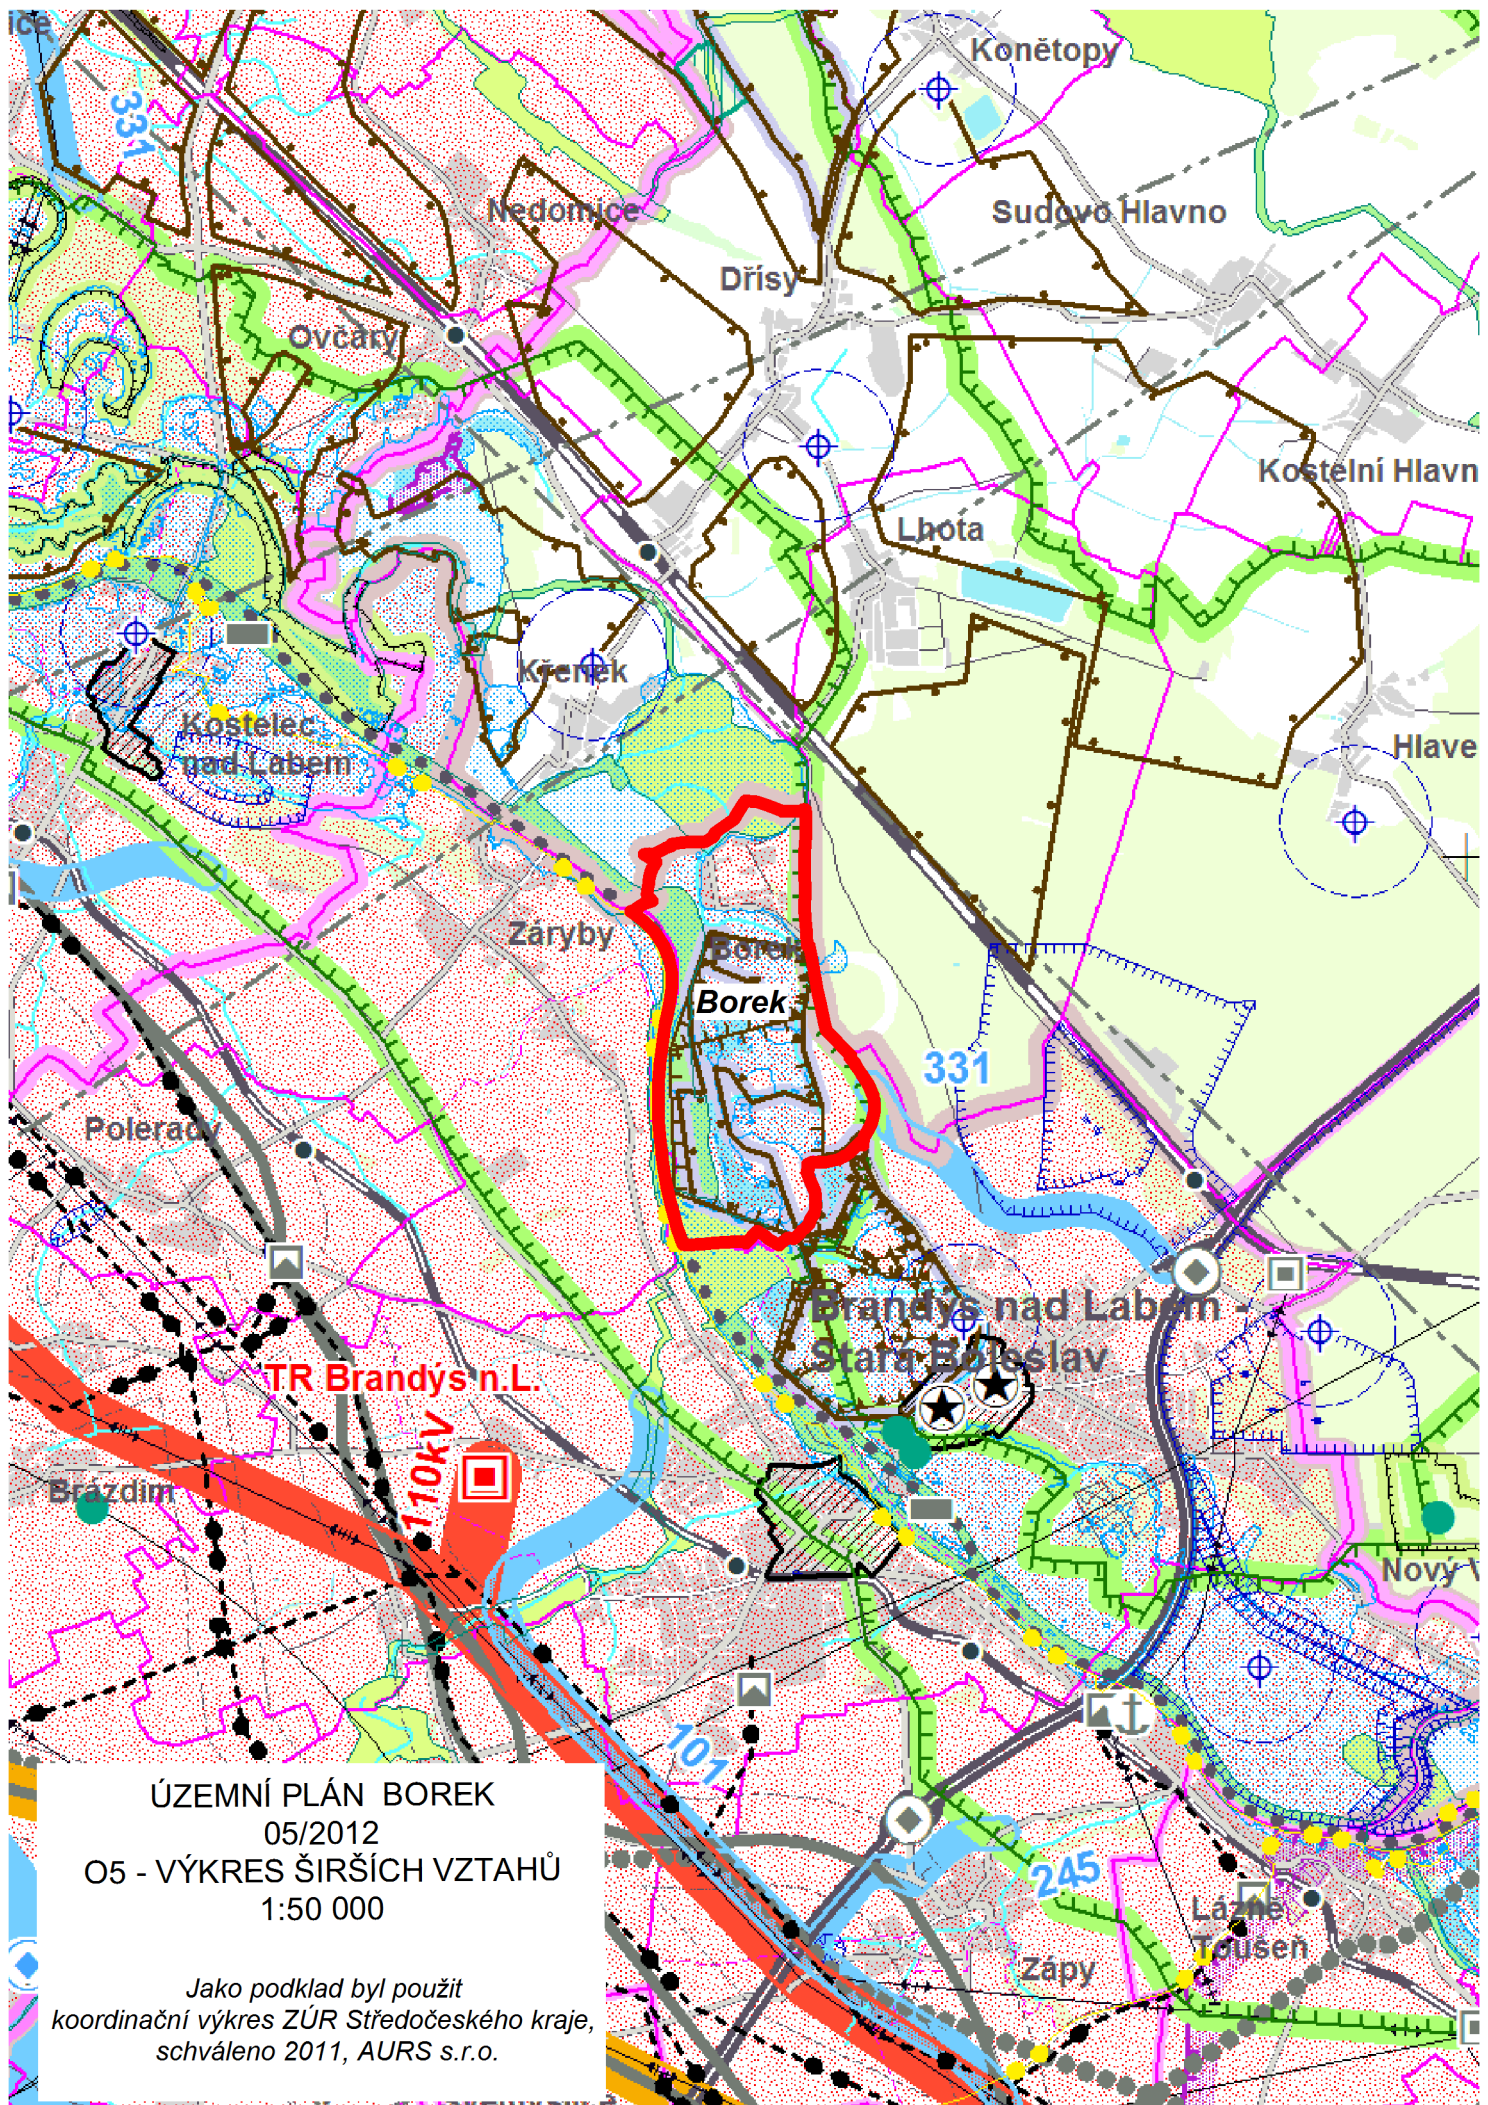 ice
331
Konětopy
Nedomice
Sudovo Hlavno
Dřísy
Ovčáry
Kostelní Hlavn
Lhota
Křenek
Kostelec
nad Labem
Hlave
Záryby
Borek
Borek
331
Polerady
Brandýs nad Labem -
Stará Boleslav
TR Brandýs n.L.
110kV
Brázdim
Nový V
101
245
Lázně
Toušeň
Zápy
ÚZEMNÍ PLÁN BOREK
05/2012
O5 - VÝKRES ŠIRŠÍCH VZTAHŮ
1:50 000
Jako podklad byl použit
koordinační výkres ZÚR Středočeského kraje,
schváleno 2011, AURS s.r.o.